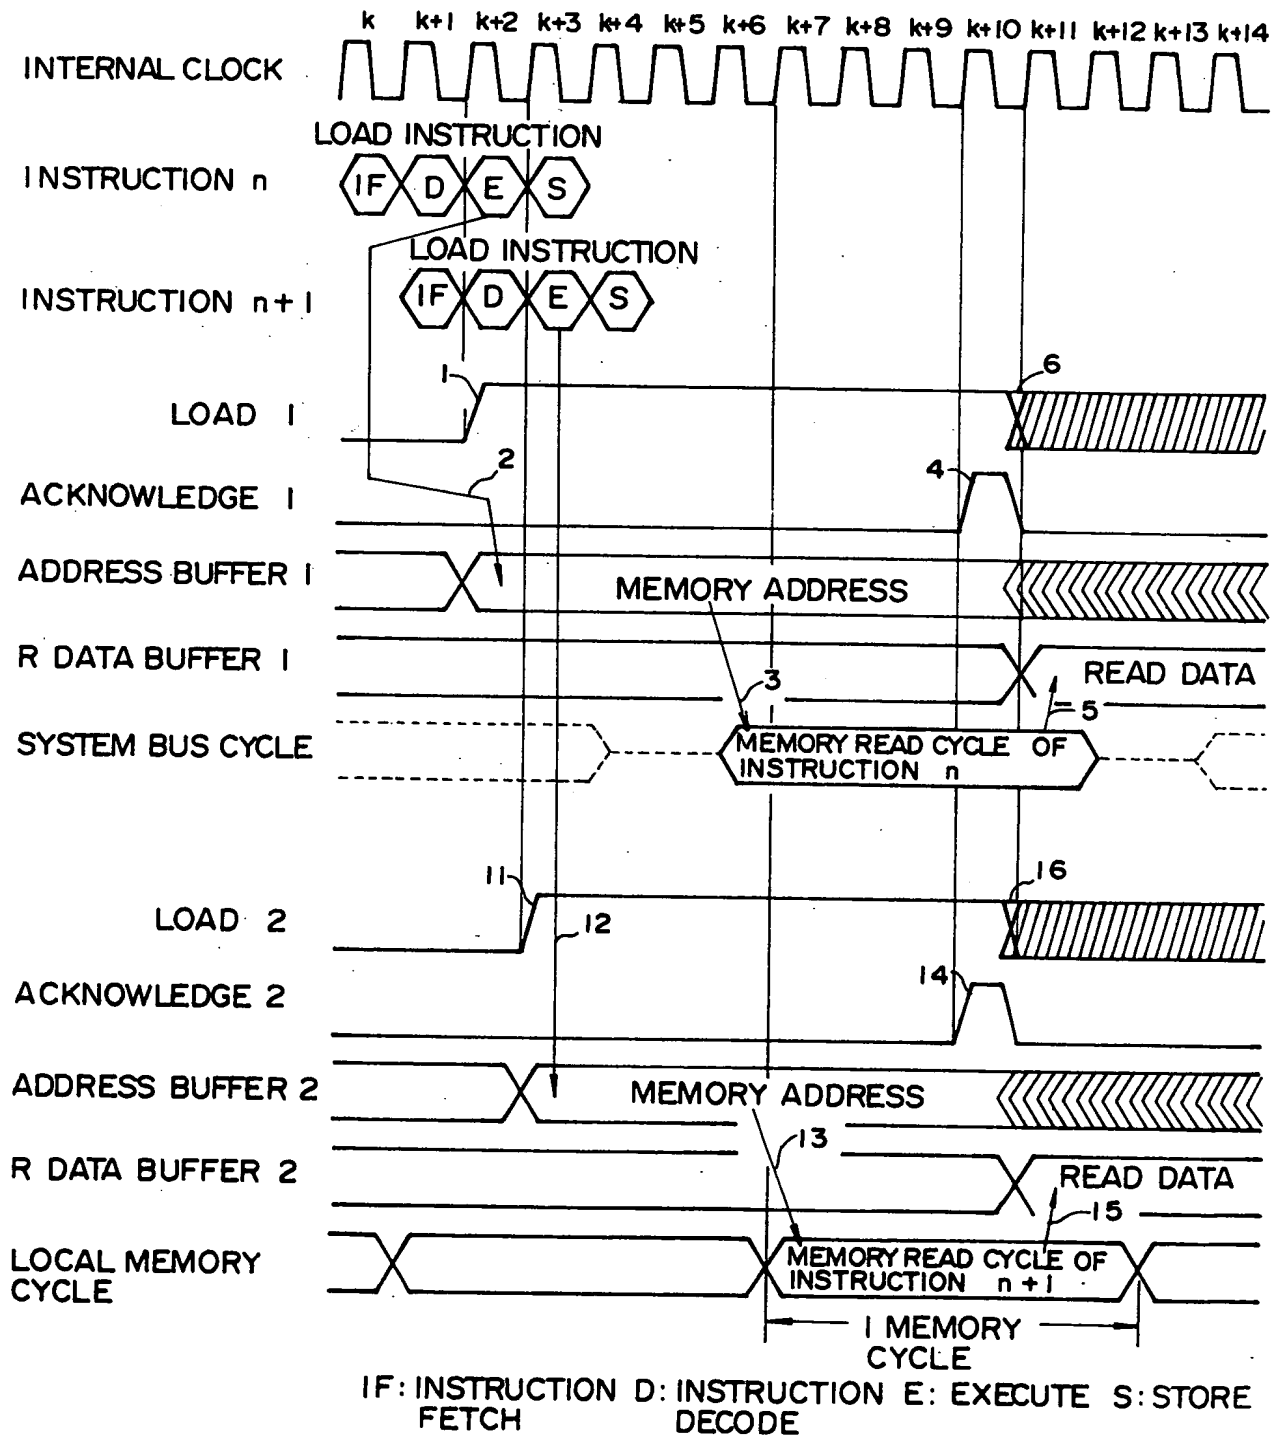 k k+1 k+2 k+3 k+4 k+5 k+6 k+7 k+8 k+9 k+10 k+11 k+12 k+13 k+14
INTERNAL CLOCK
LOAD INSTRUCTION
INSTRUCTION n IF D E S
LOAD INSTRUCTION
INSTRUCTION n+1 IF D E S
LOAD 1 1 6
ACKNOWLEDGE 1 2 4
ADDRESS BUFFER 1 MEMORY ADDRESS
R DATA BUFFER 1 3 READ DATA 5
SYSTEM BUS CYCLE MEMORY READ CYCLE OF
INSTRUCTION n
LOAD 2 11 12 16
ACKNOWLEDGE 2 14
ADDRESS BUFFER 2 MEMORY ADDRESS
13
R DATA BUFFER 2 READ DATA
15
LOCAL MEMORY
CYCLE
MEMORY READ CYCLE OF
INSTRUCTION n+1
1 MEMORY
CYCLE
IF: INSTRUCTION D: INSTRUCTION E: EXECUTE S: STORE
FETCH DECODE